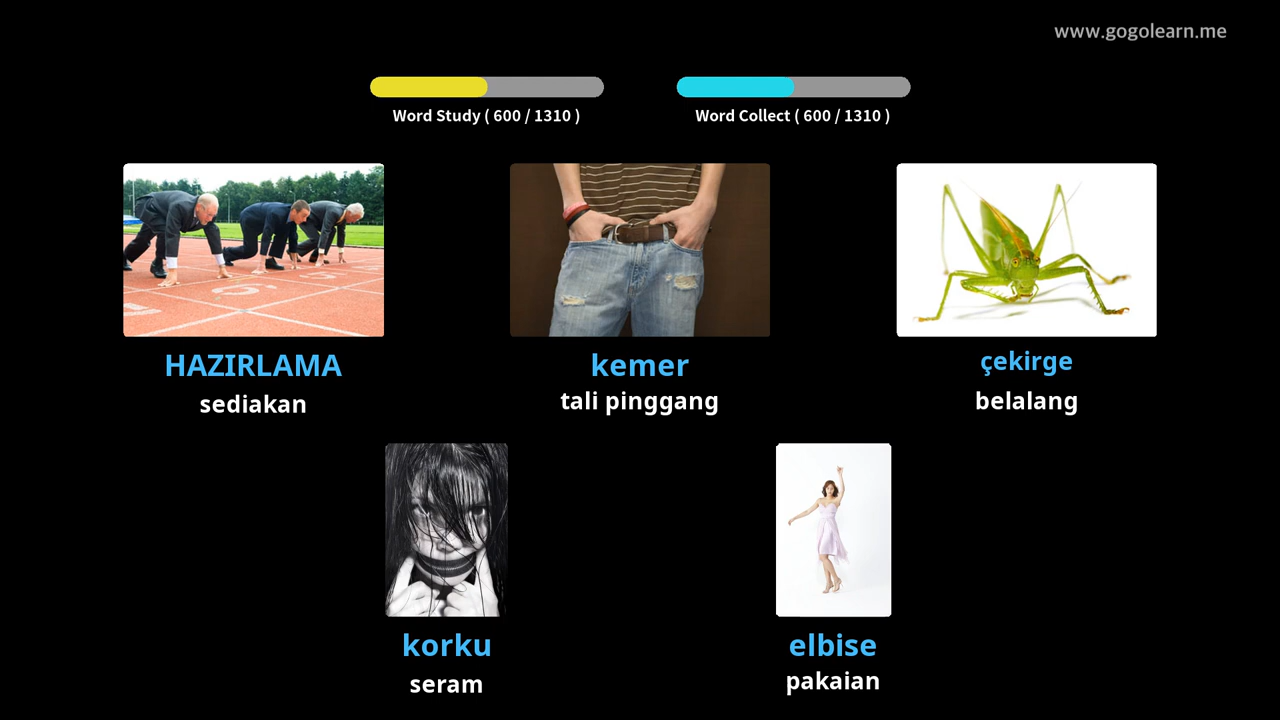 www.gogolearn.me
Word Study ( 600 / 1310 )
Word Collect ( 600 / 1310 )
HAZIRLAMA
sediakan
kemer
tali pinggang
çekirge
belalang
korku
seram
elbise
pakaian